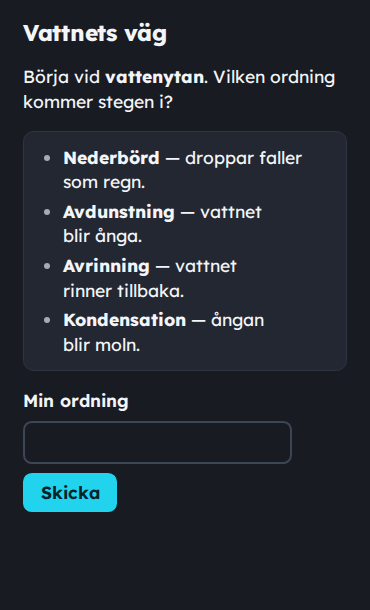 Vattnets väg
Börja vid vattenytan. Vilken ordning
kommer stegen i?
Nederbörd — droppar faller
som regn.
Avdunstning — vattnet
blir ånga.
Avrinning — vattnet
rinner tillbaka.
Kondensation — ångan
blir moln.
Min ordning
Skicka